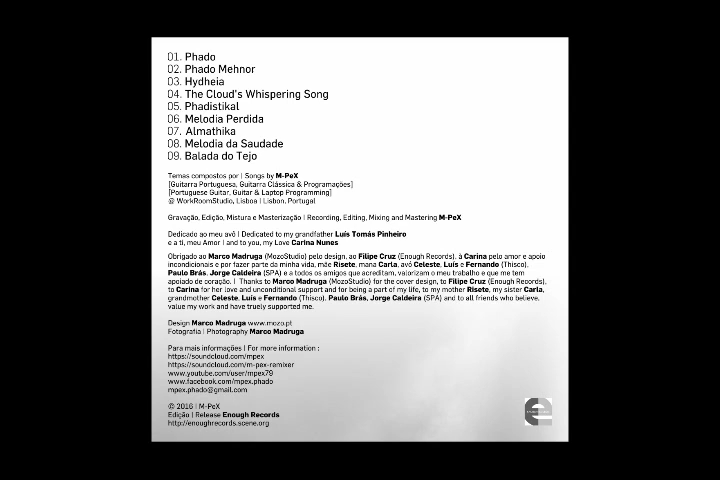 01. Phado
02. Phado Mehnor
03. Hydheia
04. The Cloud's Whispering Song
05. Phadistikal
06. Melodia Perdida
07. Almathika
08. Melodia da Saudade
09. Balada do Tejo
Temas compostos por | Songs by M-PeX
[Guitarra Portuguesa, Guitarra Clássica & Programações]
[Portuguese Guitar, Guitar & Laptop Programming]
@ WorkRoomStudio, Lisboa | Lisbon, Portugal
Gravação, Edição, Mistura e Masterização | Recording, Editing, Mixing and Mastering M-PeX
Dedicado ao meu avô | Dedicated to my grandfather Luís Tomás Pinheiro
e a ti, meu Amor | and to you, my Love Carina Nunes
Obrigado ao Marco Madruga (MozoStudio) pelo design, ao Filipe Cruz (Enough Records), à Carina pelo amor e apoio
incondicionais e por fazer parte da minha vida, mãe Risete, mana Carla, avó Celeste, Luís e Fernando (Thisco),
Paulo Brás, Jorge Caldeira (SPA) e a todos os amigos que acreditam, valorizam o meu trabalho e que me tem
apoiado de coração. | Thanks to Marco Madruga (MozoStudio) for the cover design, to Filipe Cruz (Enough Records),
to Carina for her love and unconditional support and for being a part of my life, to my mother Risete, my sister Carla,
grandmother Celeste, Luís e Fernando (Thisco), Paulo Brás, Jorge Caldeira (SPA) and to all friends who believe,
value my work and have truely supported me.
Design Marco Madruga www.mozo.pt
Fotografia | Photography Marco Madruga
Para mais informações | For more information :
https://soundcloud.com/mpex
https://soundcloud.com/m-pex-remixer
www.youtube.com/user/mpex79
www.facebook.com/mpex.phado
mpex.phado@gmail.com
© 2016 | M-PeX
Edição | Release Enough Records
http://enoughrecords.scene.org